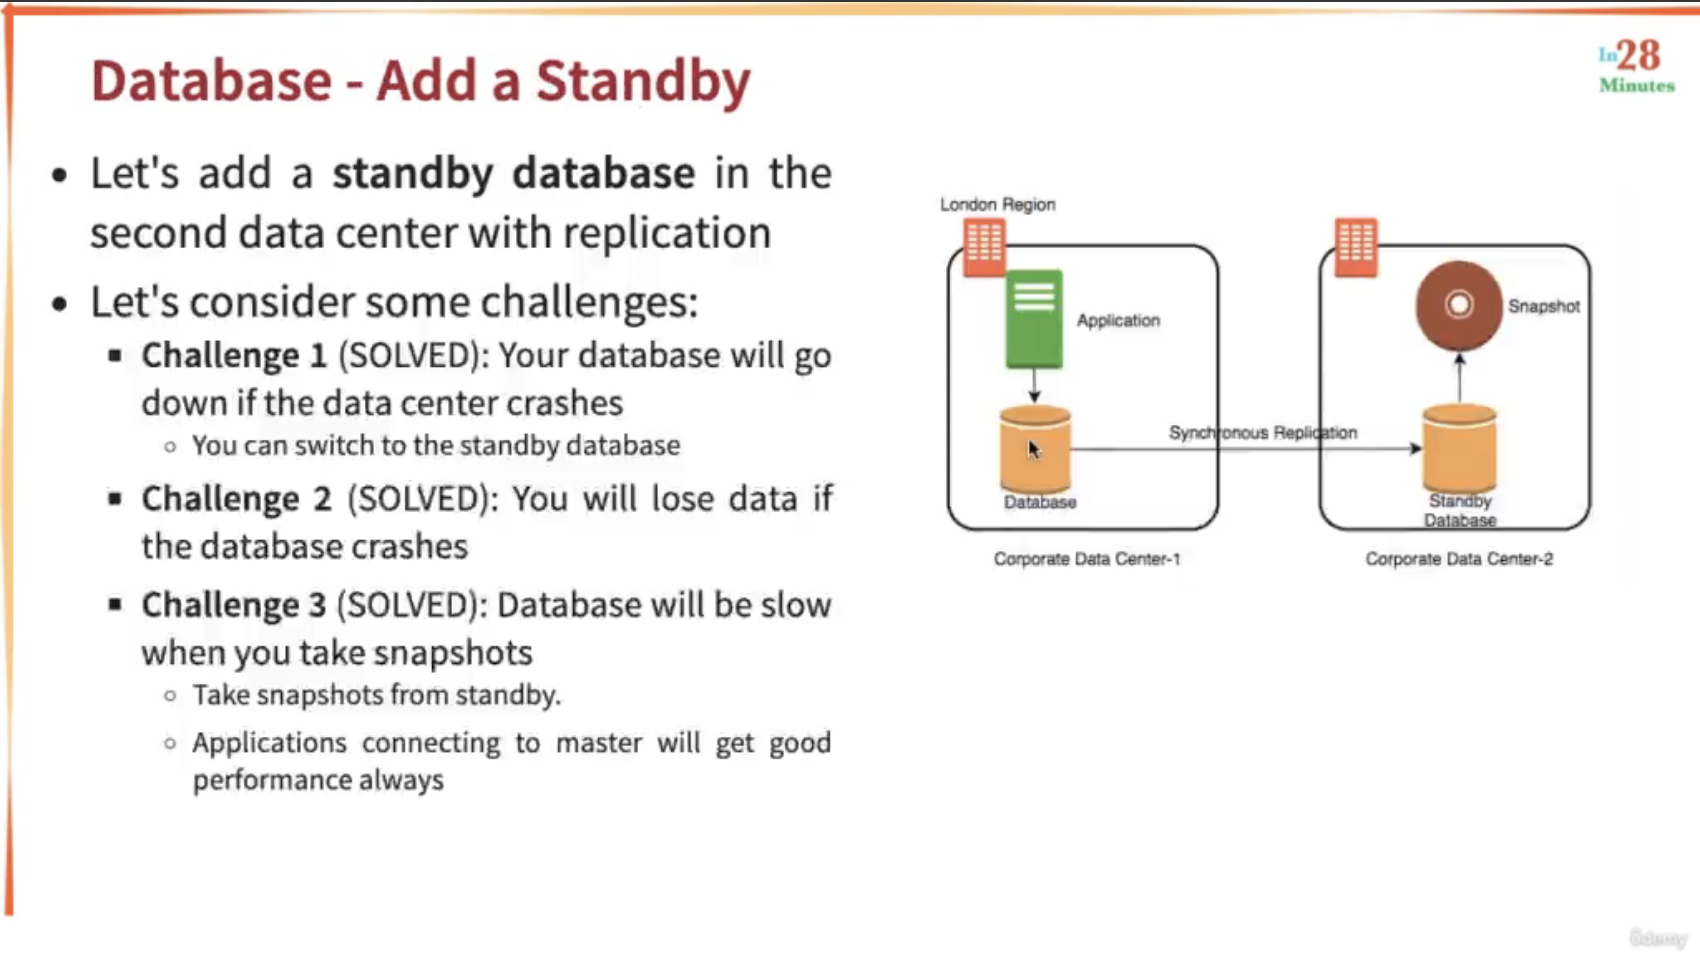 Database - Add a Standby
In28
Minutes
Let's add a standby database in the
second data center with replication
Let's consider some challenges:
Challenge 1 (SOLVED): Your database will go
down if the data center crashes
You can switch to the standby database
Challenge 2 (SOLVED): You will lose data if
the database crashes
Challenge 3 (SOLVED): Database will be slow
when you take snapshots
Take snapshots from standby.
Applications connecting to master will get good
performance always
London Region
Application
Snapshot
Synchronous Replication
Database
Standby
Database
Corporate Data Center-1
Corporate Data Center-2
ûdemy